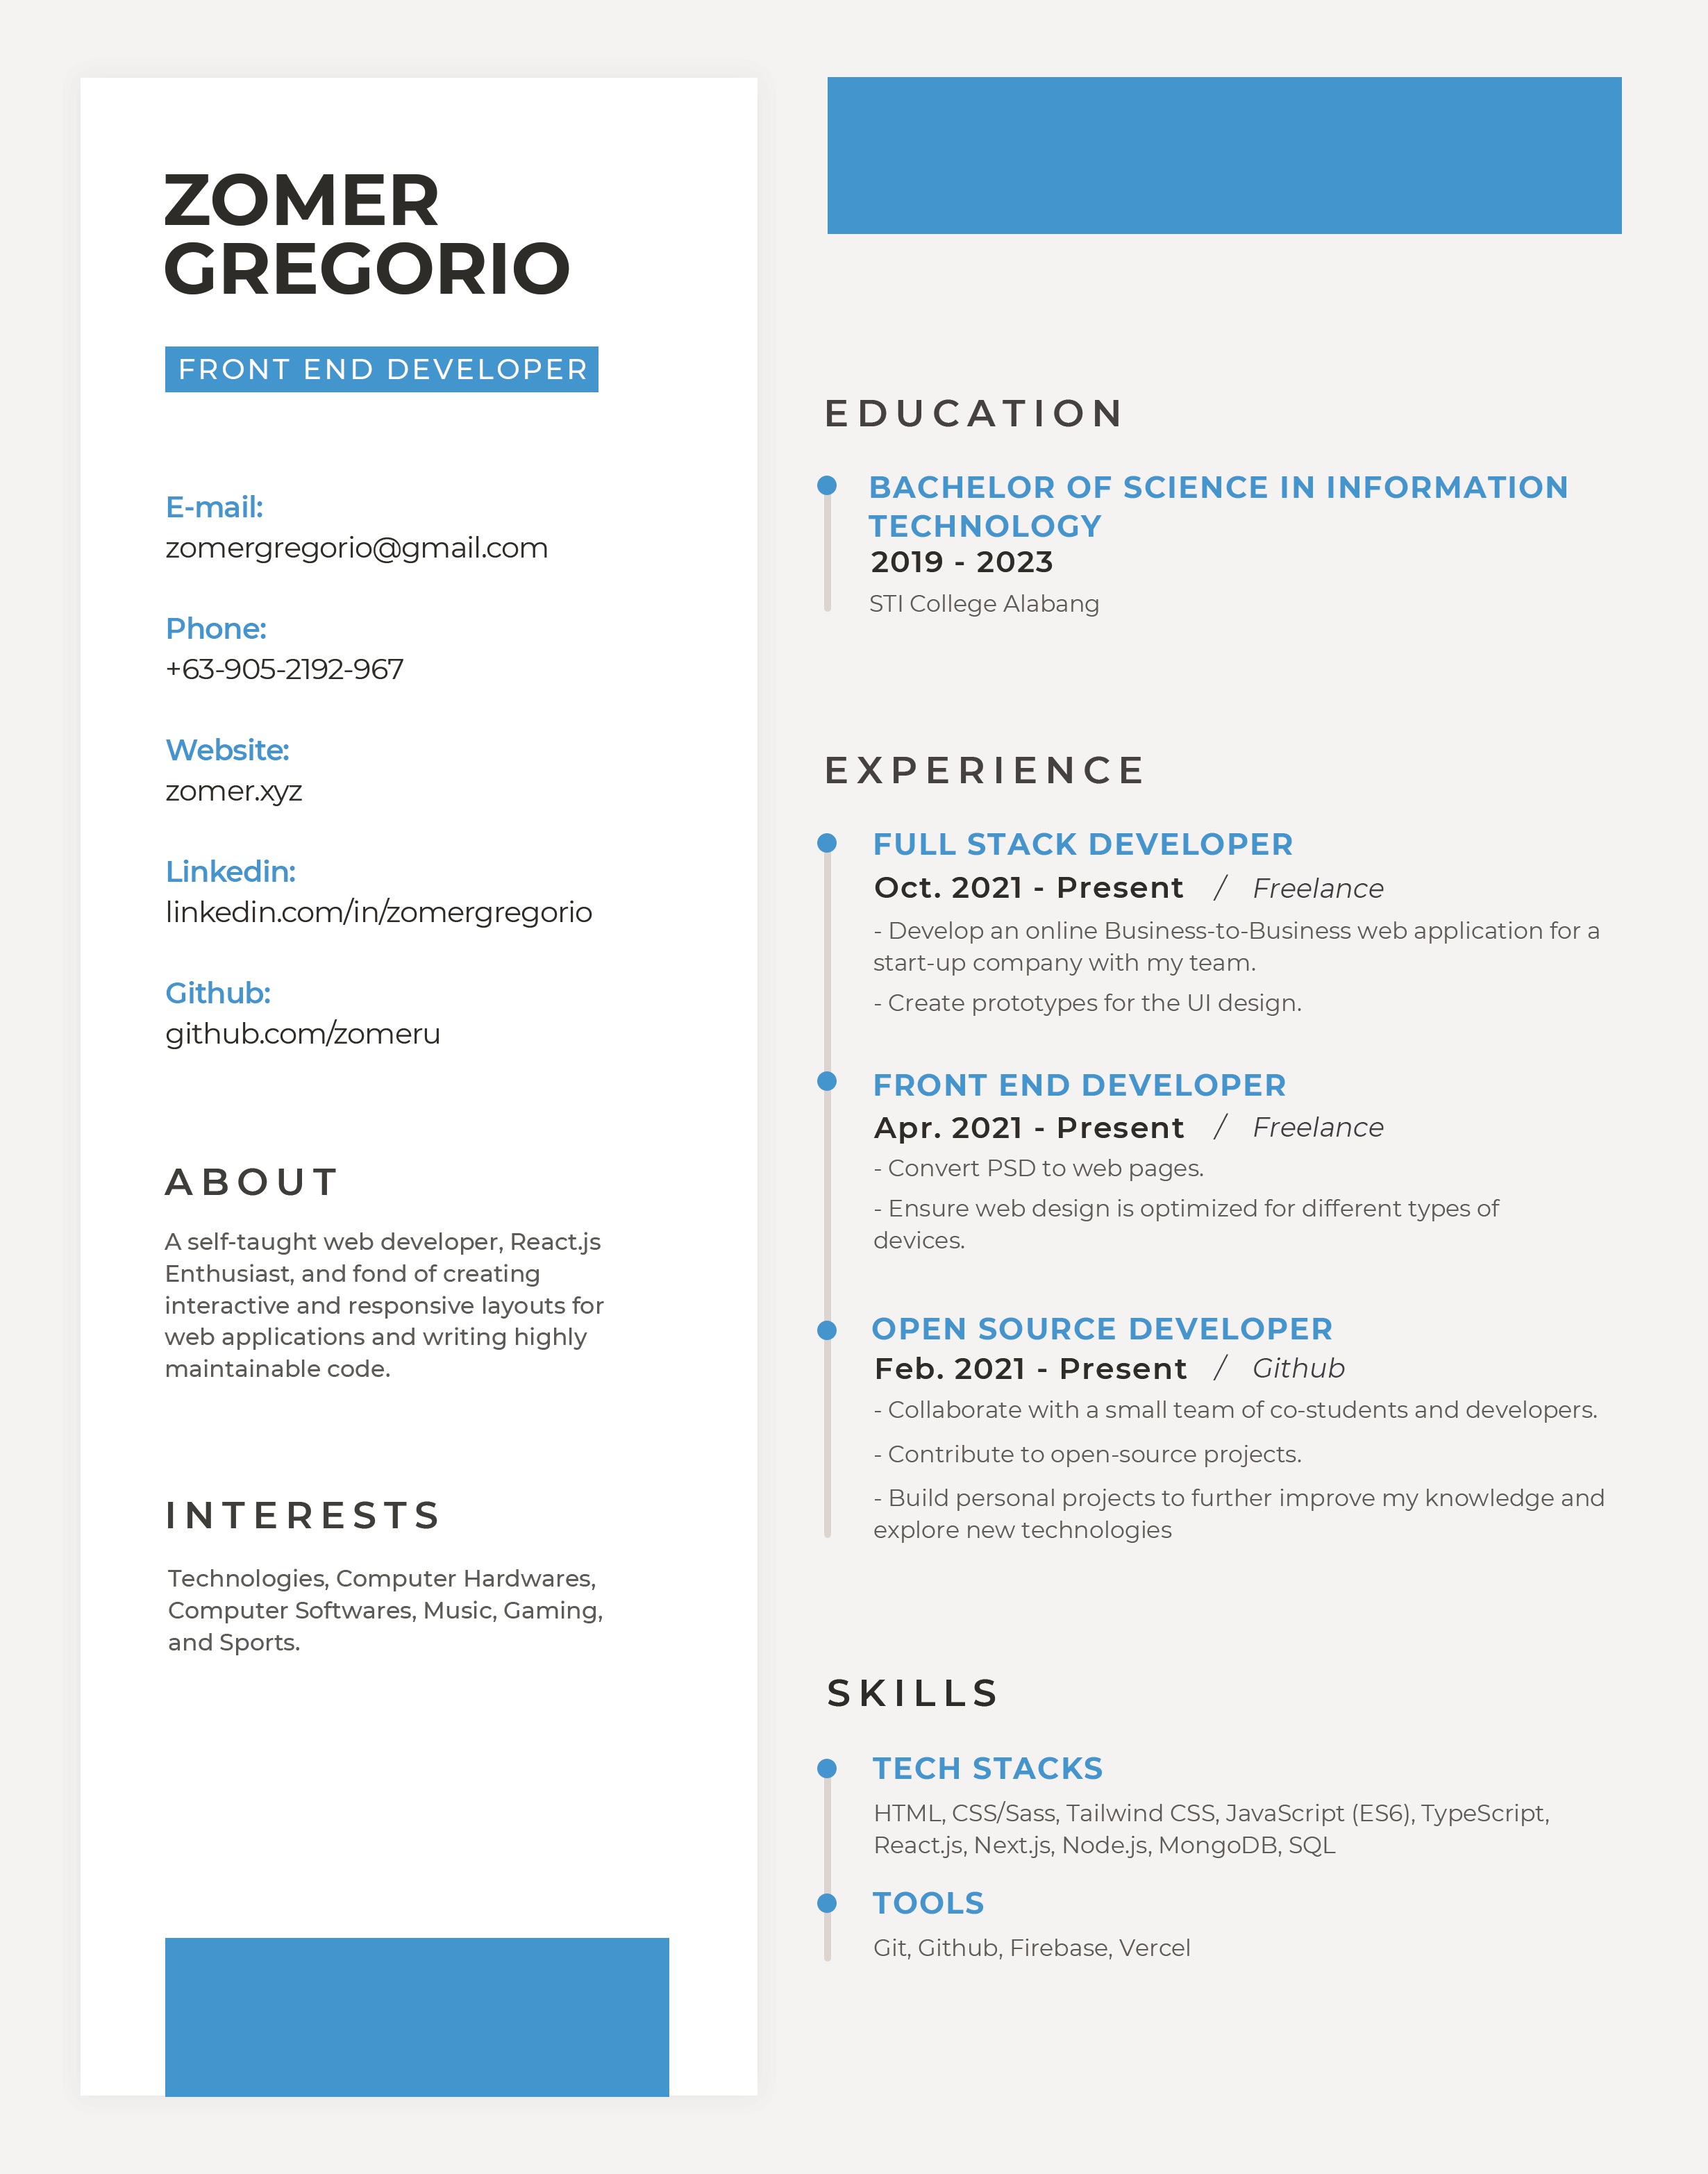 ZOMER
GREGORIO
FRONT END DEVELOPER
E-mail:
zomergregorio@gmail.com
Phone:
+63-905-2192-967
Website:
zomer.xyz
Linkedin:
linkedin.com/in/zomergregorio
Github:
github.com/zomeru
ABOUT
A self-taught web developer, React.js
Enthusiast, and fond of creating
interactive and responsive layouts for
web applications and writing highly
maintainable code.
INTERESTS
Technologies, Computer Hardwares,
Computer Softwares, Music, Gaming,
and Sports.
EDUCATION
BACHELOR OF SCIENCE IN INFORMATION
TECHNOLOGY
2019 - 2023
STI College Alabang
EXPERIENCE
FULL STACK DEVELOPER
Oct. 2021 - Present / Freelance
- Develop an online Business-to-Business web application for a
start-up company with my team.
- Create prototypes for the UI design.
FRONT END DEVELOPER
Apr. 2021 - Present / Freelance
- Convert PSD to web pages.
- Ensure web design is optimized for different types of
devices.
OPEN SOURCE DEVELOPER
Feb. 2021 - Present / Github
- Collaborate with a small team of co-students and developers.
- Contribute to open-source projects.
- Build personal projects to further improve my knowledge and
explore new technologies
SKILLS
TECH STACKS
HTML, CSS/Sass, Tailwind CSS, JavaScript (ES6), TypeScript,
React.js, Next.js, Node.js, MongoDB, SQL
TOOLS
Git, Github, Firebase, Vercel